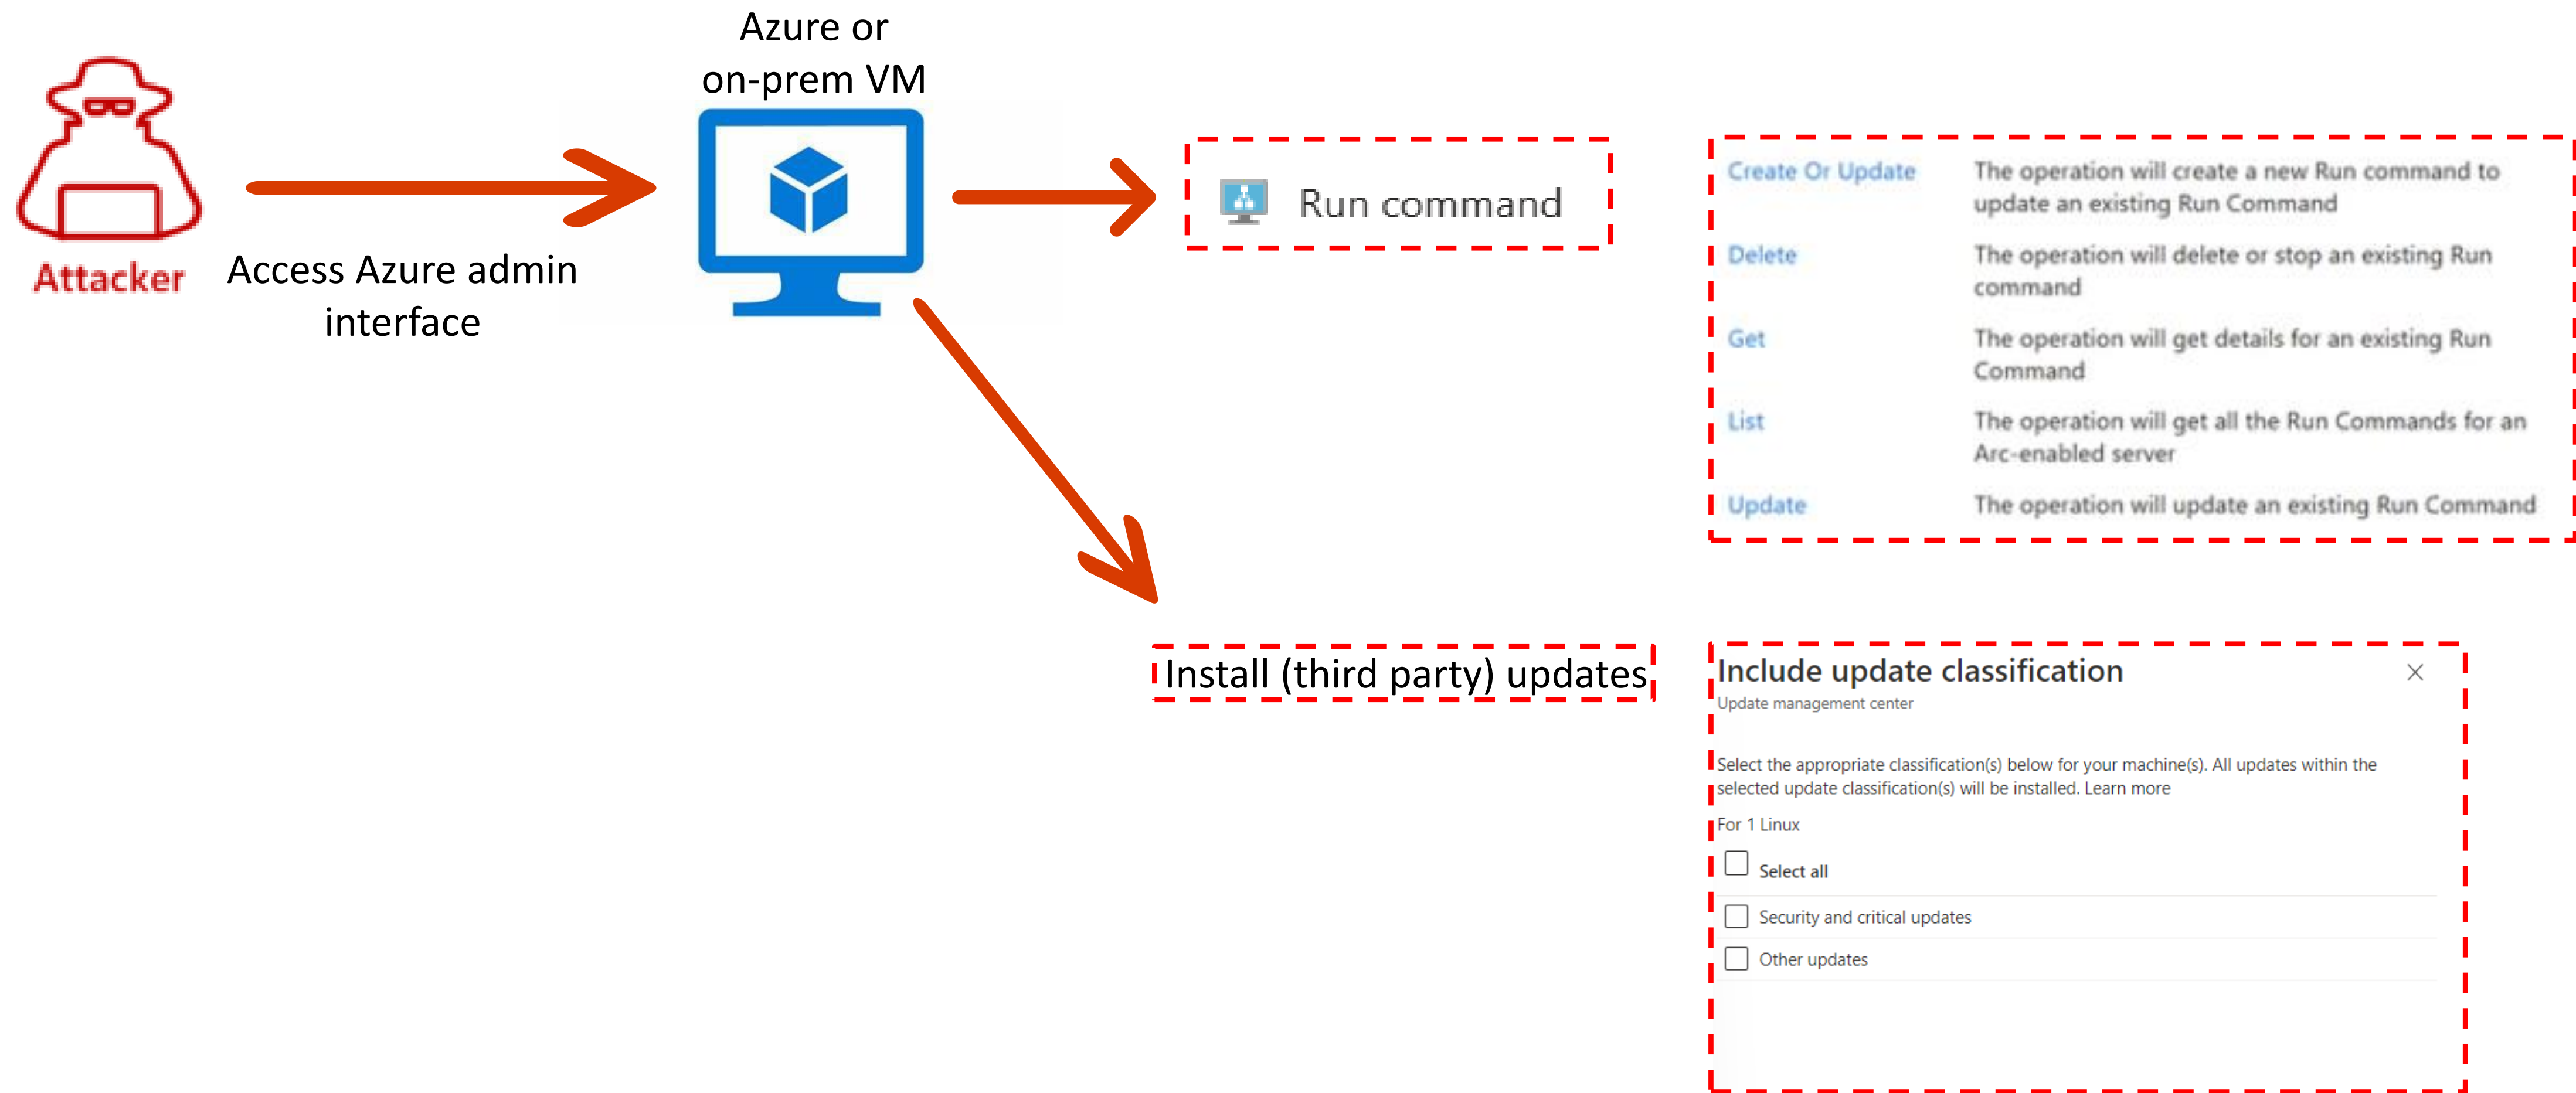 Azure or
on-prem VM
Attacker
Access Azure admin
interface
Run command
Create Or Update
The operation will create a new Run command to
update an existing Run Command
Delete
The operation will delete or stop an existing Run
command
Get
The operation will get details for an existing Run
Command
List
The operation will get all the Run Commands for an
Arc-enabled server
Update
The operation will update an existing Run Command
Install (third party) updates
Include update classification
Update management center
Select the appropriate classification(s) below for your machine(s). All updates within the
selected update classification(s) will be installed. Learn more
For 1 Linux
Select all
Security and critical updates
Other updates